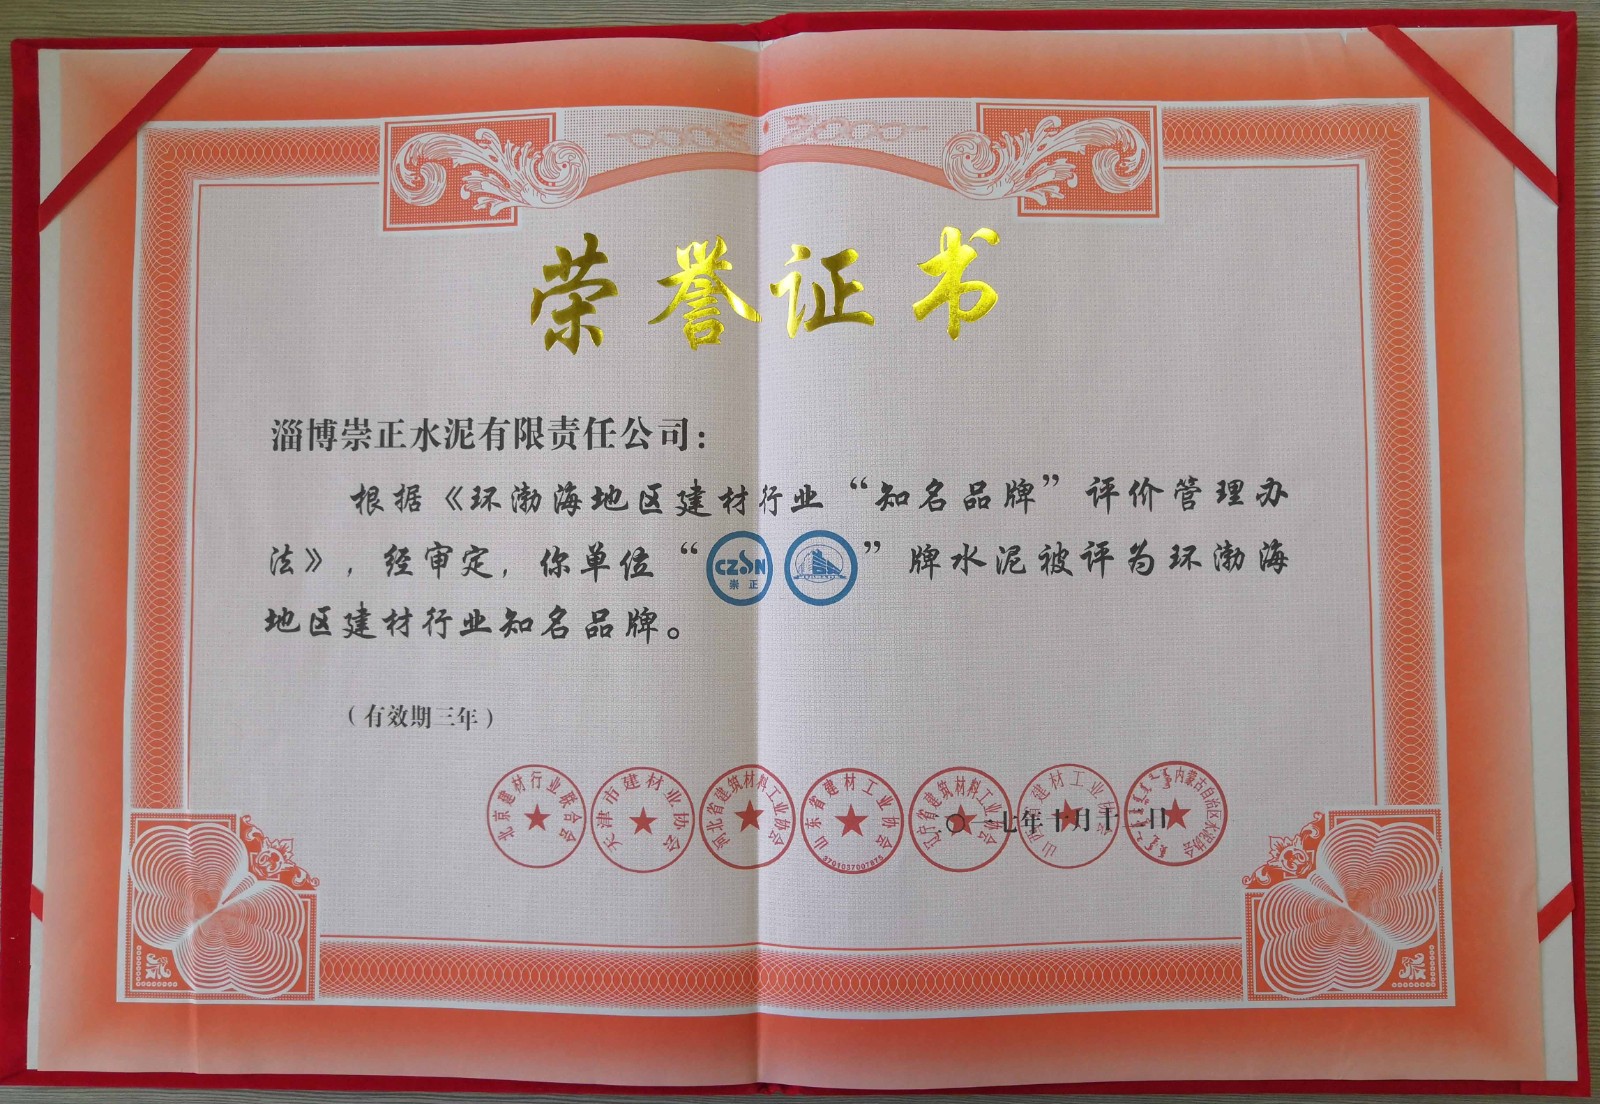 荣誉证书
淄博崇正水泥有限责任公司：
根据《环渤海地区建材行业“知名品牌”评价管理办
法》，经审定，你单位“CZSN 崇正”牌水泥被评为环渤海
地区建材行业知名品牌。
（有效期三年）
北京建材行业联合会
天津市建材业协会
河北省建筑材料工业协会
山东省建材工业协会
3701037007875
辽宁省建筑材料工业协会
山西省建材工业协会
内蒙古自治区水泥协会
二〇一七年十月十二日